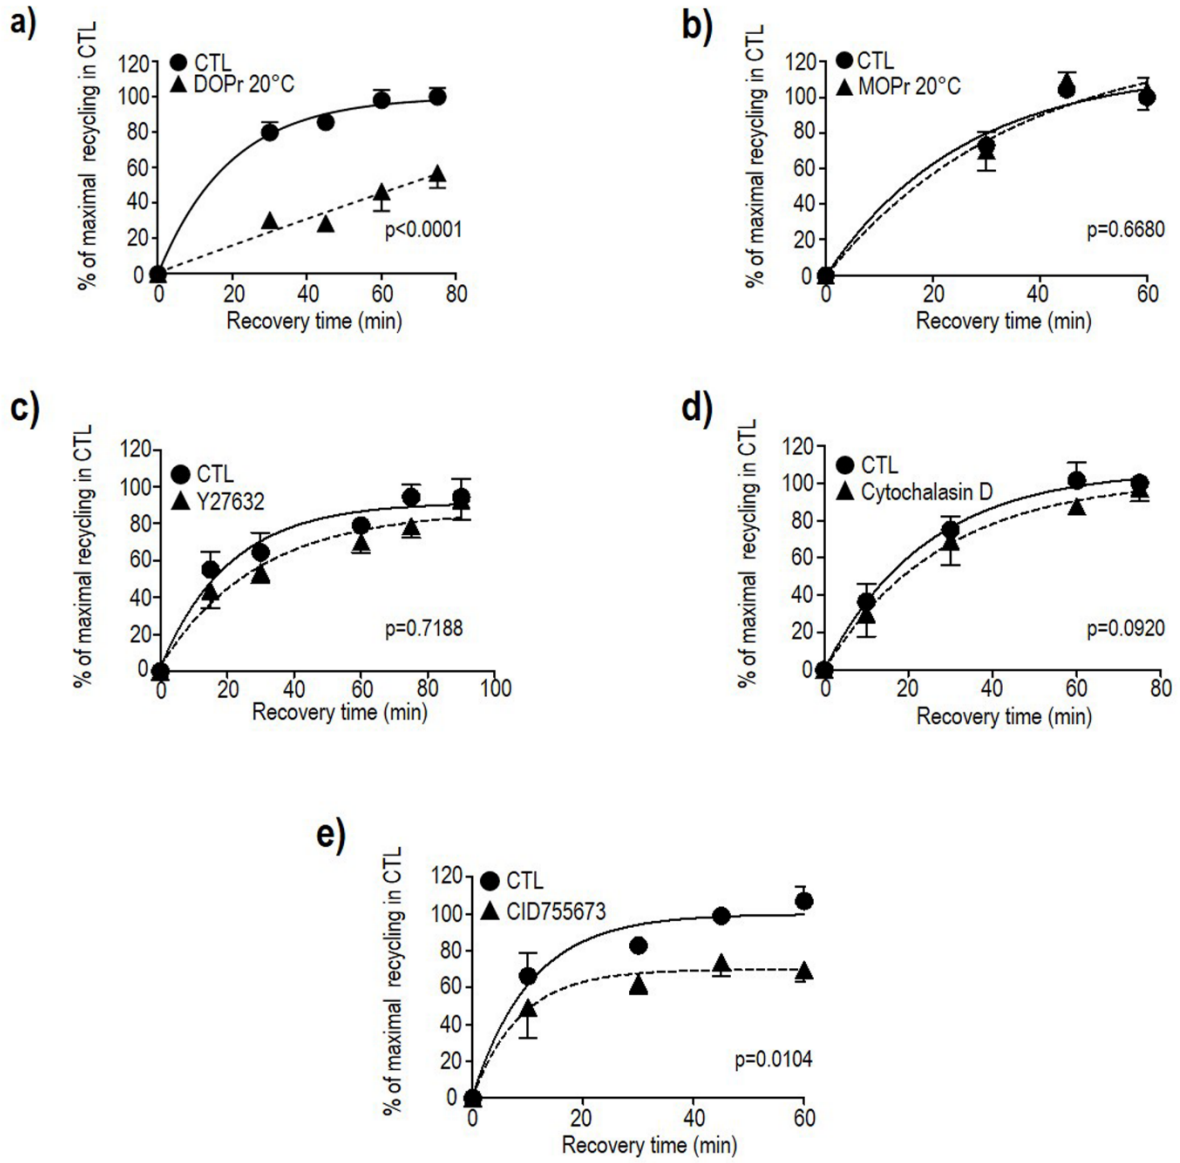 a)
% of maximal recycling in CTL
CTL
DOPr 20°C
120
100
80
60
40
20
0
p<0.0001
0 20 40 60 80
Recovery time (min)
b)
% of maximal recycling in CTL
CTL
MOPr 20°C
120
100
80
60
40
20
0
p=0.6680
0 20 40 60
Recovery time (min)
c)
% of maximal recycling in CTL
CTL
Y27632
120
100
80
60
40
20
0
p=0.7188
0 20 40 60 80 100
Recovery time (min)
d)
% of maximal recycling in CTL
CTL
Cytochalasin D
120
100
80
60
40
20
0
p=0.0920
0 20 40 60 80
Recovery time (min)
e)
% of maximal recycling in CTL
CTL
CID755673
120
100
80
60
40
20
0
p=0.0104
0 20 40 60
Recovery time (min)